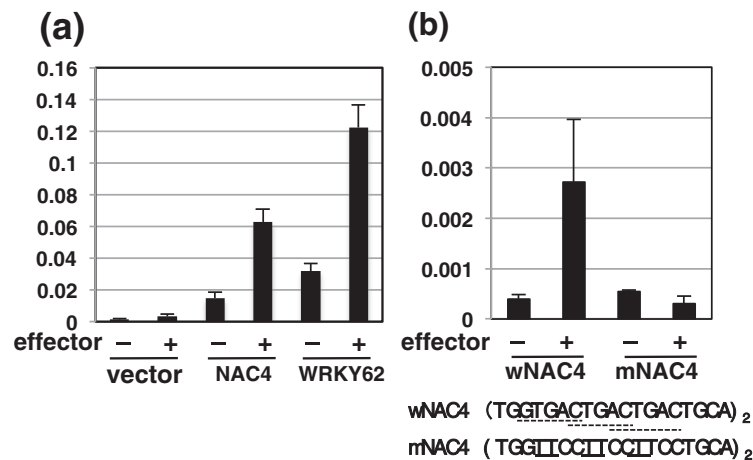 (a)
0.16
0.14
0.12
0.1
0.08
0.06
0.04
0.02
0
effector − + − + − +
vector NAC4 WRKY62
(b)
0.005
0.004
0.003
0.002
0.001
0
effector − + − +
wNAC4 mNAC4
wNAC4 (TGGTGACTGACTGACTGCA)2
mNAC4 (TGGTTCCTTCCTTCCTGCA)2